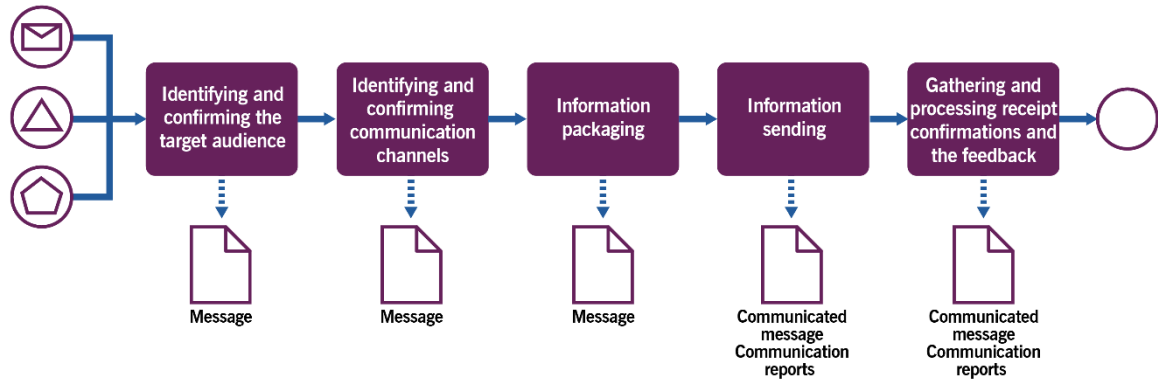 Identifying and
confirming the
target audience
Identifying and
confirming
communication
channels
Information
packaging
Information
sending
Gathering and
processing receipt
confirmations and
the feedback
Message
Message
Message
Communicated
message
Communication
reports
Communicated
message
Communication
reports